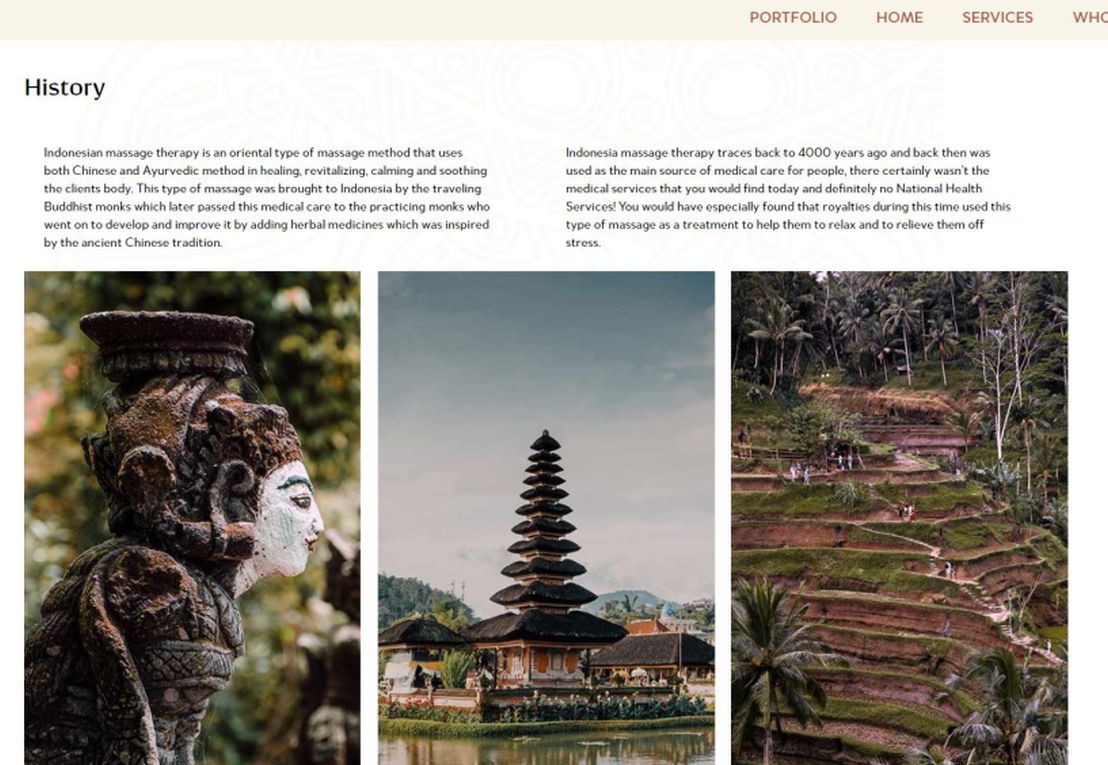 PORTFOLIO HOME SERVICES
History
Indonesian massage therapy is an oriental type of massage method that uses
both Chinese and Ayurvedic method in healing, revitalizing, calming and soothing
the clients body. This type of massage was brought to Indonesia by the traveling
Buddhist monks which later passed this medical care to the practicing monks who
went on to develop and improve it by adding herbal medicines which was inspired
by the ancient Chinese tradition.
Indonesia massage therapy traces back to 4000 years ago and back then was
used as the main source of medical care for people, there certainly wasn't the
medical services that you would find today and definitely no National Health
Services! You would have especially found that royalties during this time used this
type of massage as a treatment to help them to relax and to relieve them off
stress.